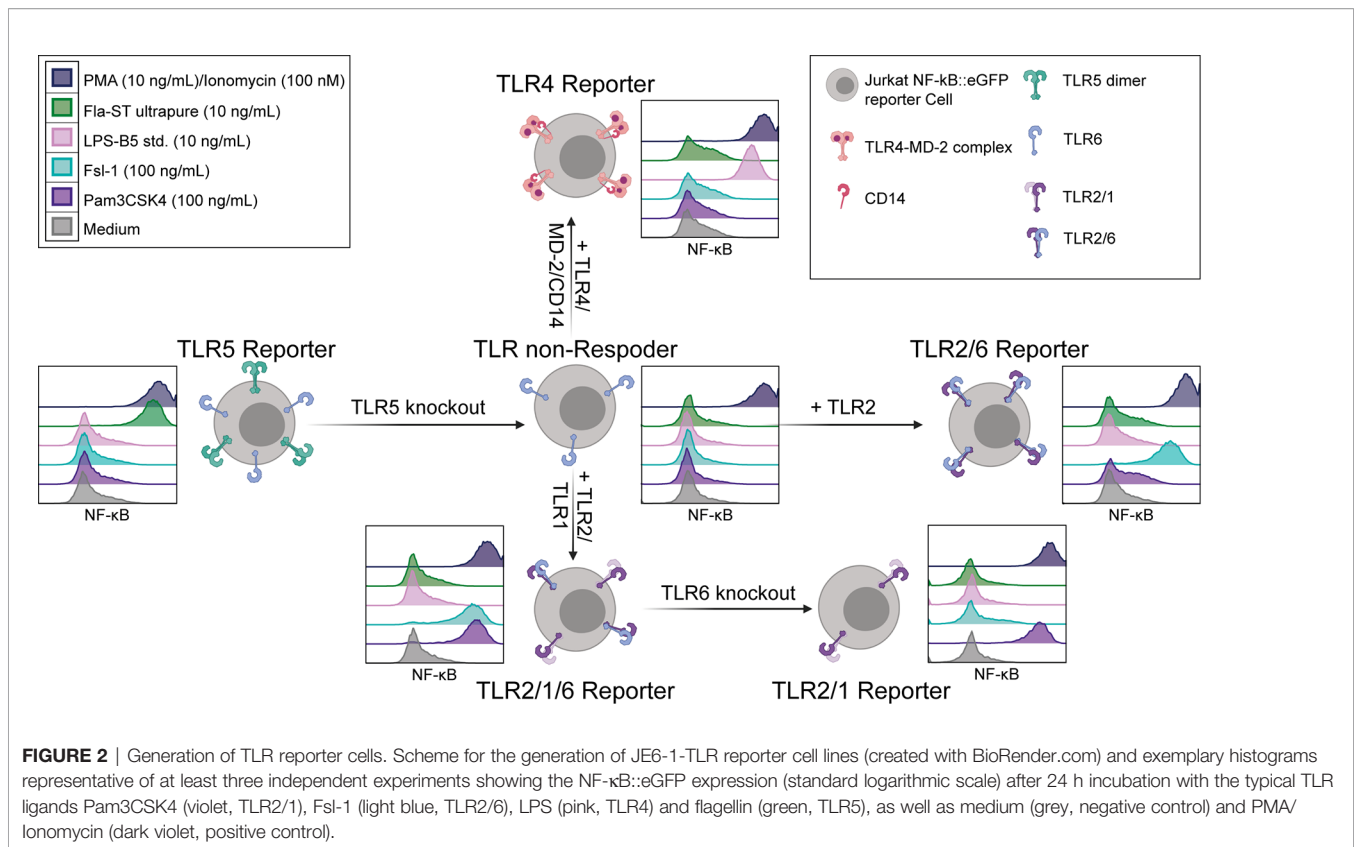 PMA (10 ng/mL)/Ionomycin (100 nM)
Fla-ST ultrapure (10 ng/mL)
LPS-B5 std. (10 ng/mL)
Fsl-1 (100 ng/mL)
Pam3CSK4 (100 ng/mL)
Medium
TLR4 Reporter
NF-κB
Jurkat NF-kB::eGFP
reporter Cell
TLR4-MD-2 complex
CD14
TLR5 dimer
TLR6
TLR2/1
TLR2/6
+ TLR4/
MD-2/CD14
TLR5 Reporter
NF-κB
TLR5 knockout
TLR non-Respoder
NF-κB
+ TLR2
TLR2/6 Reporter
NF-κB
+ TLR2/
TLR1
NF-κB
TLR2/1/6 Reporter
TLR6 knockout
TLR2/1 Reporter
NF-κB
FIGURE 2 | Generation of TLR reporter cells. Scheme for the generation of JE6-1-TLR reporter cell lines (created with BioRender.com) and exemplary histograms
representative of at least three independent experiments showing the NF-κB::eGFP expression (standard logarithmic scale) after 24 h incubation with the typical TLR
ligands Pam3CSK4 (violet, TLR2/1), Fsl-1 (light blue, TLR2/6), LPS (pink, TLR4) and flagellin (green, TLR5), as well as medium (grey, negative control) and PMA/
Ionomycin (dark violet, positive control).